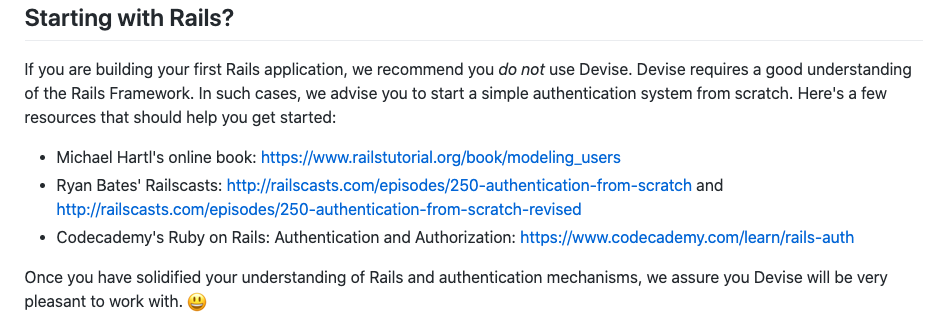 Starting with Rails?
If you are building your first Rails application, we recommend you do not use Devise. Devise requires a good understanding
of the Rails Framework. In such cases, we advise you to start a simple authentication system from scratch. Here's a few
resources that should help you get started:
• Michael Hartl's online book: https://www.railstutorial.org/book/modeling_users
• Ryan Bates' Railscasts: http://railscasts.com/episodes/250-authentication-from-scratch and
http://railscasts.com/episodes/250-authentication-from-scratch-revised
• Codecademy's Ruby on Rails: Authentication and Authorization: https://www.codecademy.com/learn/rails-auth
Once you have solidified your understanding of Rails and authentication mechanisms, we assure you Devise will be very
pleasant to work with. 😃